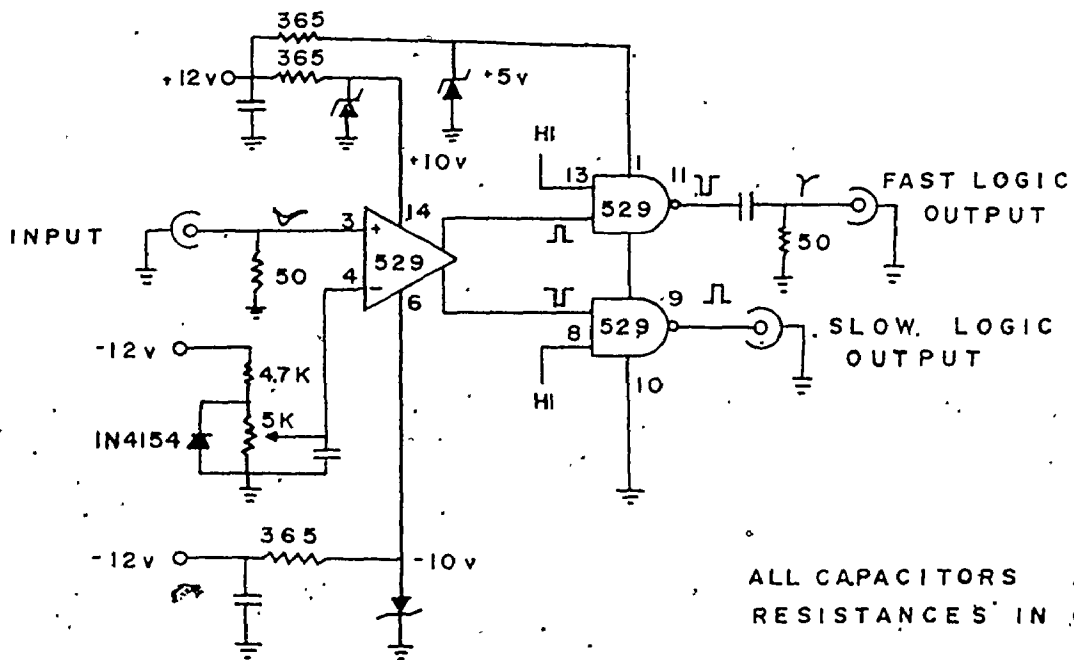 365
365
+12v
+5v
+10v
HI
13
1
11
529
FAST LOGIC
OUTPUT
INPUT
3
+
14
529
4
-
6
50
50
9
529
8
SLOW LOGIC
OUTPUT
10
HI
-12v
4.7K
5K
1N4154
-12v
365
-10v
ALL CAPACITORS
RESISTANCES IN